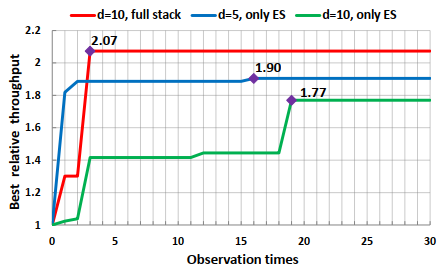 d=10, full stack d=5, only ES d=10, only ES
2.2
2
1.8
1.6
1.4
1.2
1
Best relative throughput
2.07
1.90
1.77
0 5 10 15 20 25 30
Observation times